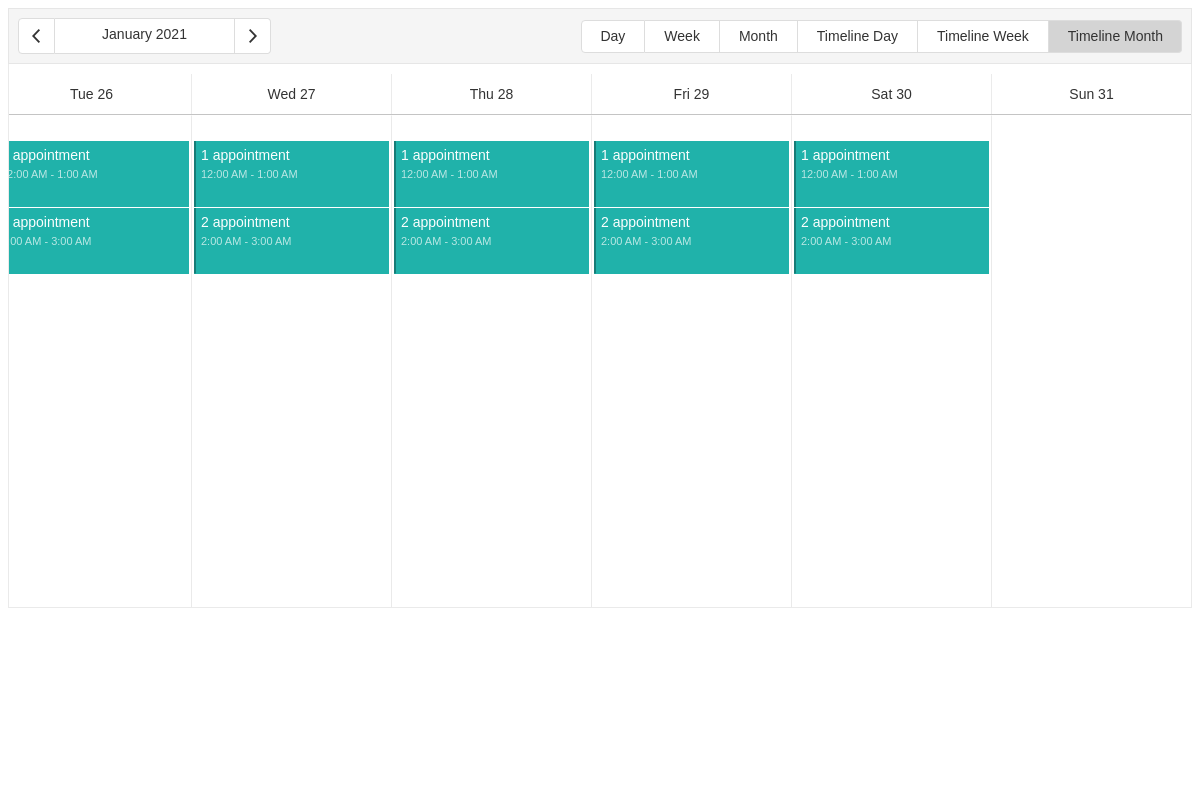 January 2021
Day Week Month Timeline Day Timeline Week Timeline Month
Tue 26 Wed 27 Thu 28 Fri 29 Sat 30 Sun 31
appointment 1 appointment 1 appointment 1 appointment 1 appointment
2:00 AM - 1:00 AM 12:00 AM - 1:00 AM 12:00 AM - 1:00 AM 12:00 AM - 1:00 AM 12:00 AM - 1:00 AM
appointment 2 appointment 2 appointment 2 appointment 2 appointment
:00 AM - 3:00 AM 2:00 AM - 3:00 AM 2:00 AM - 3:00 AM 2:00 AM - 3:00 AM 2:00 AM - 3:00 AM